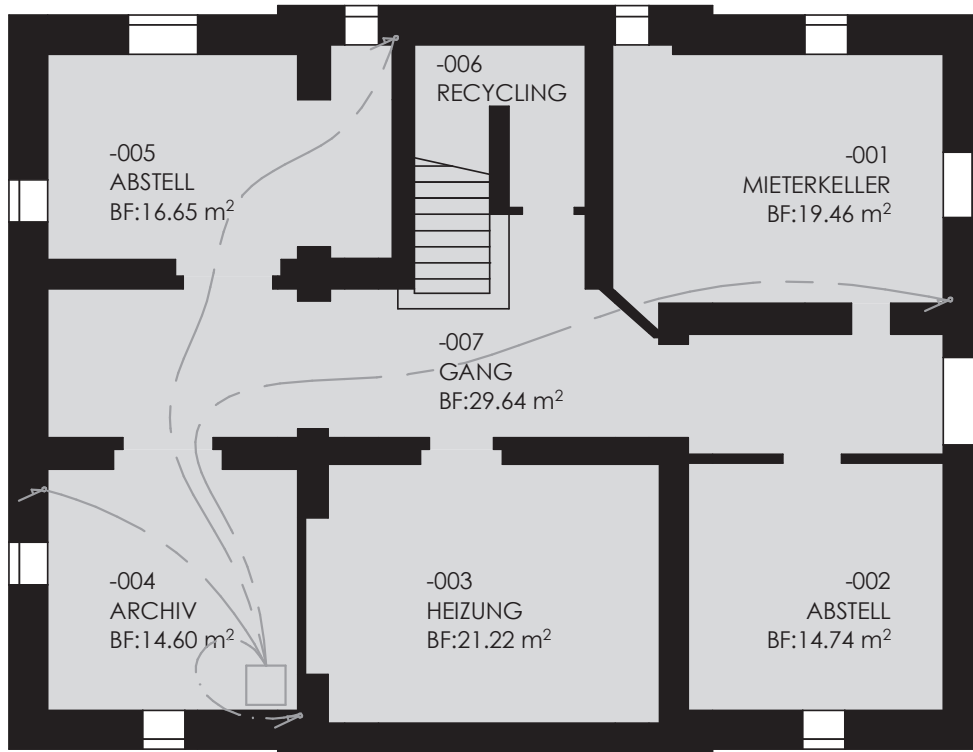 -006
RECYCLING
-005
ABSTELL
BF:16.65 m²
-001
MIETERKELLER
BF:19.46 m²
-007
GANG
BF:29.64 m²
-004
ARCHIV
BF:14.60 m²
-003
HEIZUNG
BF:21.22 m²
-002
ABSTELL
BF:14.74 m²